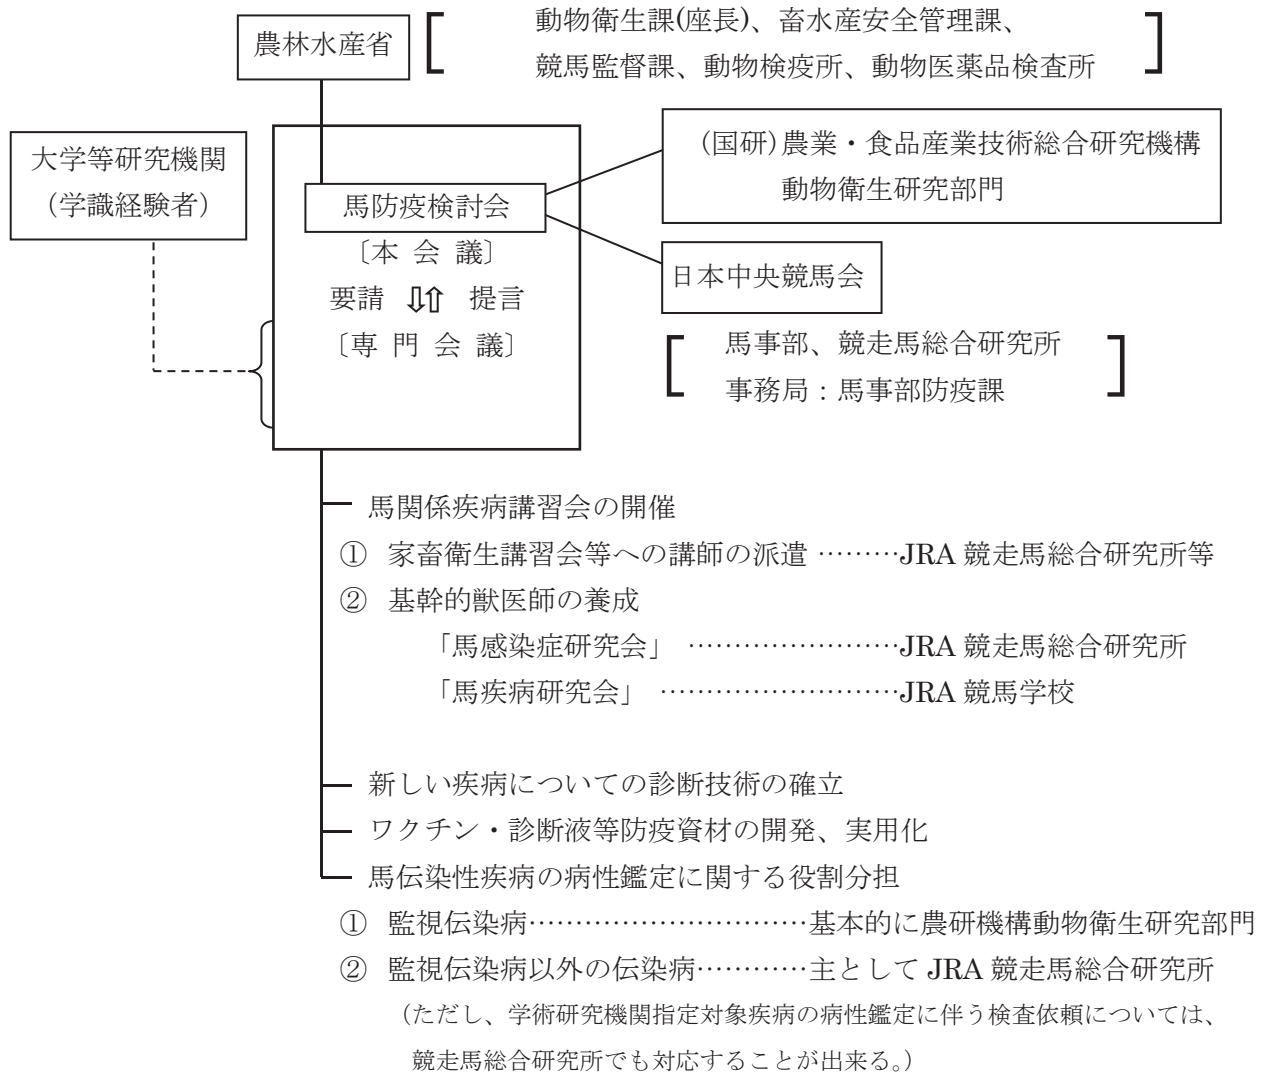 農林水産省
動物衛生課(座長)、畜水産安全管理課、
競馬監督課、動物検疫所、動物医薬品検査所
大学等研究機関
（学識経験者）
(国研)農業・食品産業技術総合研究機構
動物衛生研究部門
馬防疫検討会
〔本 会 議〕
要請 ⇩⇧ 提言
〔専 門 会 議〕
日本中央競馬会
馬事部、競走馬総合研究所
事務局：馬事部防疫課
馬関係疾病講習会の開催
① 家畜衛生講習会等への講師の派遣 ………JRA 競走馬総合研究所等
② 基幹的獣医師の養成
「馬感染症研究会」 ……………………JRA 競走馬総合研究所
「馬疾病研究会」 ………………………JRA 競馬学校
新しい疾病についての診断技術の確立
ワクチン・診断液等防疫資材の開発、実用化
馬伝染性疾病の病性鑑定に関する役割分担
① 監視伝染病…………………………基本的に農研機構動物衛生研究部門
② 監視伝染病以外の伝染病…………主として JRA 競走馬総合研究所
（ただし、学術研究機関指定対象疾病の病性鑑定に伴う検査依頼については、
競走馬総合研究所でも対応することが出来る。）